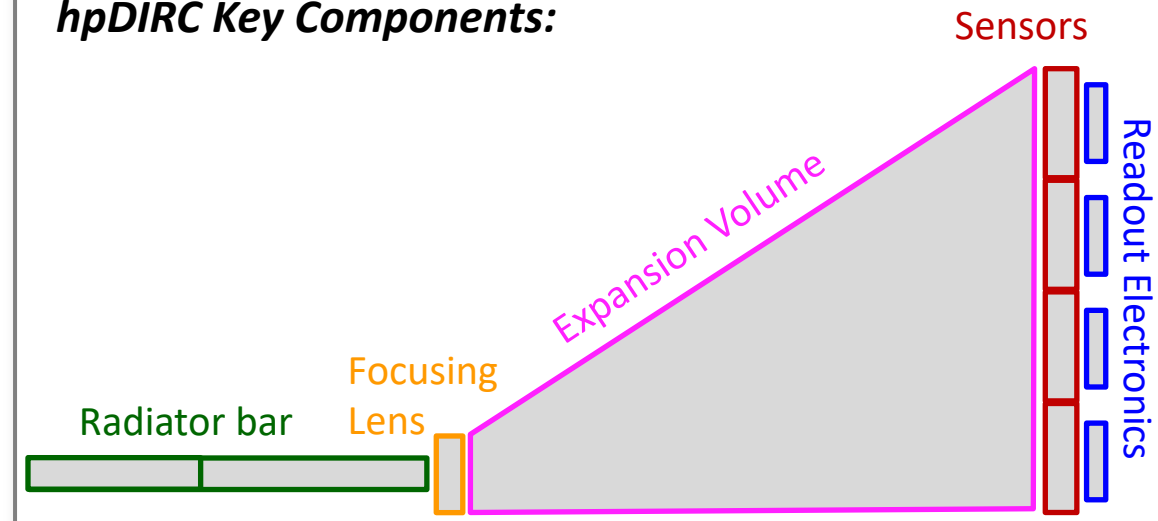 hpDIRC Key Components:
Sensors
Readout Electronics
Expansion Volume
Focusing
Lens
Radiator bar